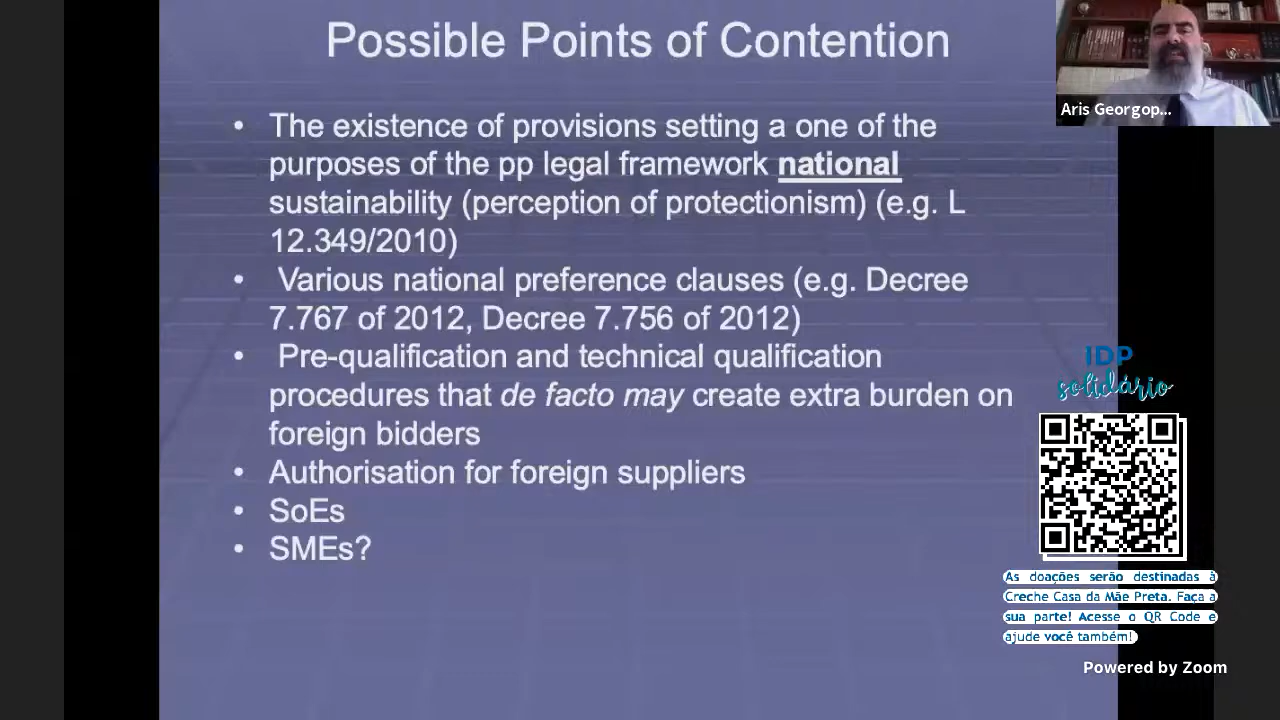 Possible Points of Contention
Aris Georgop...
• The existence of provisions setting a one of the
purposes of the pp legal framework national
sustainability (perception of protectionism) (e.g. L
12.349/2010)
• Various national preference clauses (e.g. Decree
7.767 of 2012, Decree 7.756 of 2012)
• Pre-qualification and technical qualification
procedures that de facto may create extra burden on
foreign bidders
• Authorisation for foreign suppliers
• SoEs
• SMEs?
IDP
solidário
As doações serão destinadas à
Creche Casa da Mãe Preta. Faça a
sua parte! Acesse o QR Code e
ajude você também!
Powered by Zoom